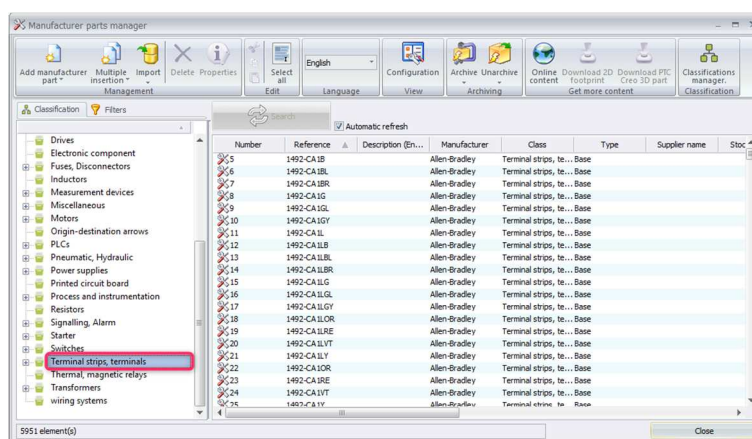 Manufacturer parts manager
Add manufacturer part
Multiple insertion
Import
Delete
Properties
Management
Select all
Edit
English
Language
Configuration
View
Archive
Unarchive
Archiving
Online content
Download 2D footprint
Download PTC Creo 3D part
Get more content
Classifications manager.
Classification
Classification
Filters
Search
Automatic refresh
Drives
Electronic component
Fuses, Disconnectors
Inductors
Measurement devices
Miscellaneous
Motors
Origin-destination arrows
PLCs
Pneumatic, Hydraulic
Power supplies
Printed circuit board
Process and instrumentation
Resistors
Signalling, Alarm
Starter
Switches
Terminal strips, terminals
Thermal, magnetic relays
Transformers
wiring systems
Number Reference Description (En... Manufacturer Class Type Supplier name Stoc
5 1492-CA1B Allen-Bradley Terminal strips, te... Base
6 1492-CA1BL Allen-Bradley Terminal strips, te... Base
7 1492-CA1BR Allen-Bradley Terminal strips, te... Base
8 1492-CA1G Allen-Bradley Terminal strips, te... Base
9 1492-CA1GL Allen-Bradley Terminal strips, te... Base
10 1492-CA1GY Allen-Bradley Terminal strips, te... Base
11 1492-CA1L Allen-Bradley Terminal strips, te... Base
12 1492-CA1LB Allen-Bradley Terminal strips, te... Base
13 1492-CA1LBL Allen-Bradley Terminal strips, te... Base
14 1492-CA1LBR Allen-Bradley Terminal strips, te... Base
15 1492-CA1LG Allen-Bradley Terminal strips, te... Base
16 1492-CA1LGL Allen-Bradley Terminal strips, te... Base
17 1492-CA1LGY Allen-Bradley Terminal strips, te... Base
18 1492-CA1LOR Allen-Bradley Terminal strips, te... Base
19 1492-CA1LRE Allen-Bradley Terminal strips, te... Base
20 1492-CA1LVT Allen-Bradley Terminal strips, te... Base
21 1492-CA1LY Allen-Bradley Terminal strips, te... Base
22 1492-CA1OR Allen-Bradley Terminal strips, te... Base
23 1492-CA1RE Allen-Bradley Terminal strips, te... Base
24 1492-CA1VT Allen-Bradley Terminal strips, te... Base
25 1492-CA1Y Allen-Bradley Terminal strips, te... Base
5951 element(s)
Close